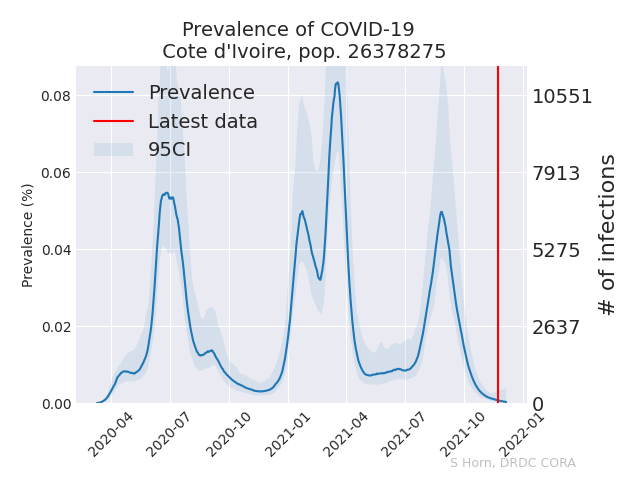 Prevalence of COVID-19
Cote d'Ivoire, pop. 26378275
Prevalence
Latest data
95CI
Prevalence (%)
0.08
0.06
0.04
0.02
0.00
10551
7913
5275
2637
0
# of infections
2020-04
2020-07
2020-10
2021-01
2021-04
2021-07
2021-10
2022-01
S Horn, DRDC CORA